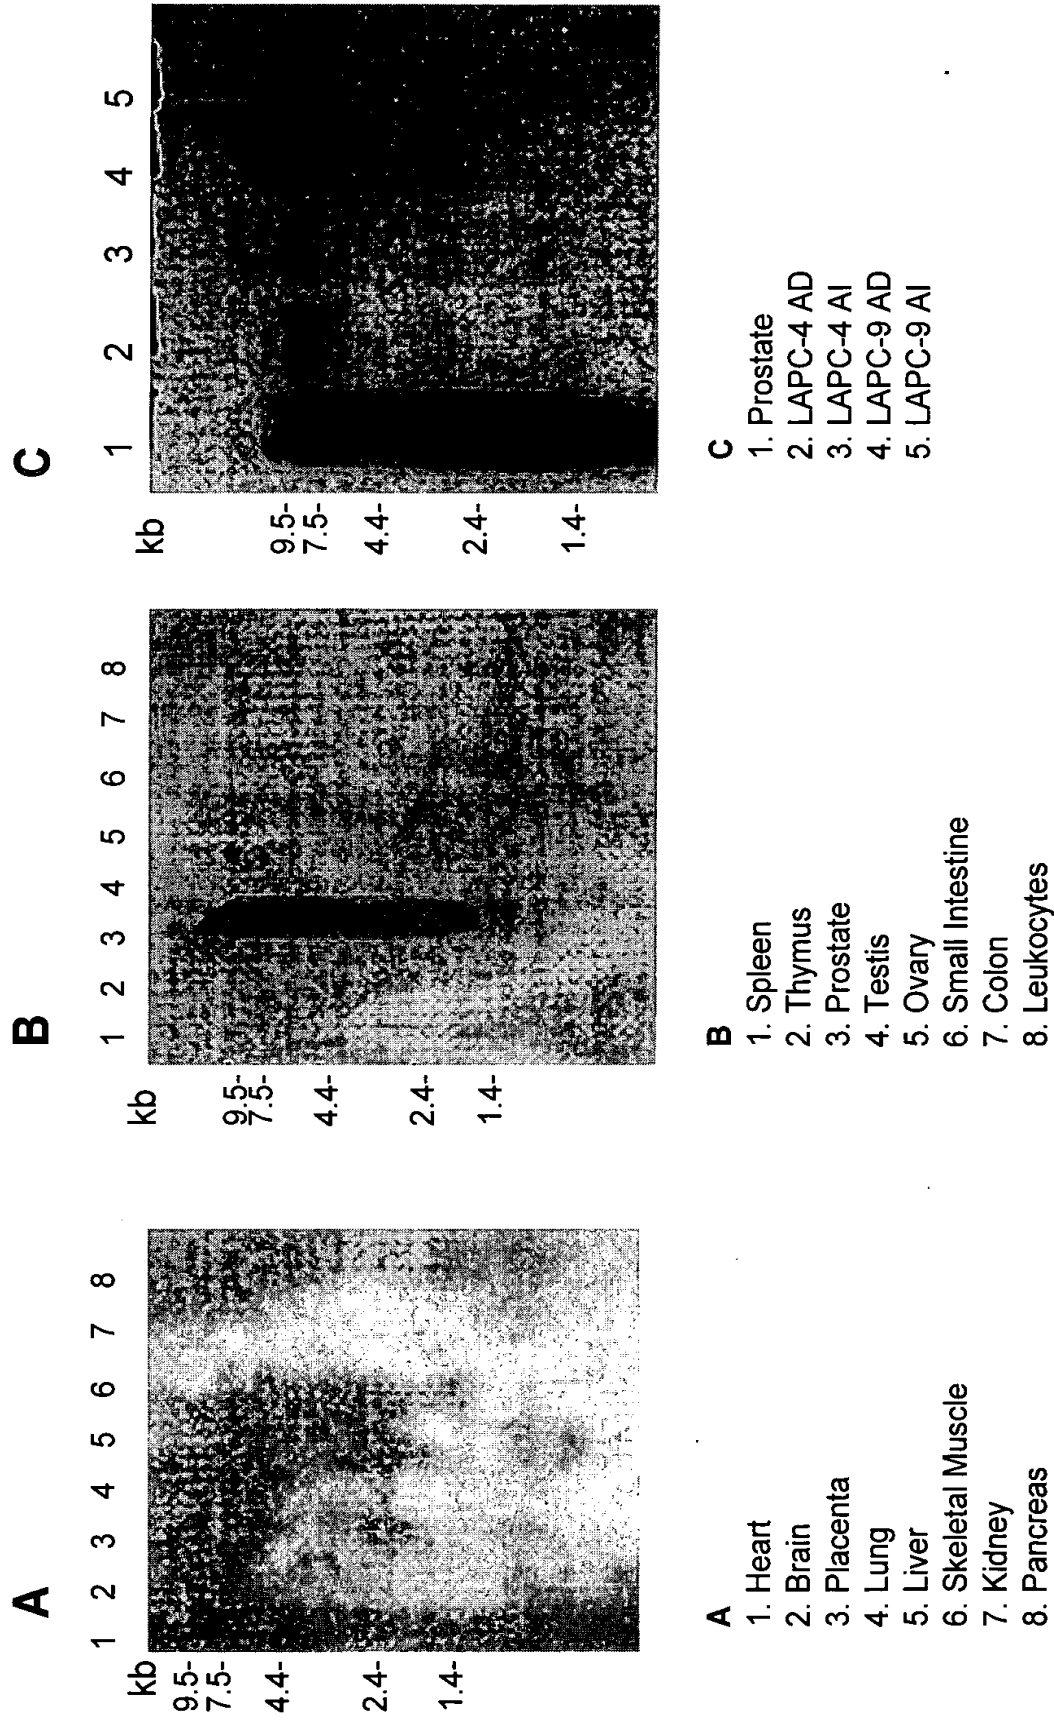 A
1 2 3 4 5 6 7 8
kb
9.5-
7.5-
4.4-
2.4-
1.4-
A
1. Heart
2. Brain
3. Placenta
4. Lung
5. Liver
6. Skeletal Muscle
7. Kidney
8. Pancreas
B
1 2 3 4 5 6 7 8
kb
9.5-
7.5-
4.4-
2.4-
1.4-
B
1. Spleen
2. Thymus
3. Prostate
4. Testis
5. Ovary
6. Small Intestine
7. Colon
8. Leukocytes
C
1 2 3 4 5
kb
9.5-
7.5-
4.4-
2.4-
1.4-
C
1. Prostate
2. LAPC-4 AD
3. LAPC-4 AI
4. LAPC-9 AD
5. LAPC-9 AI